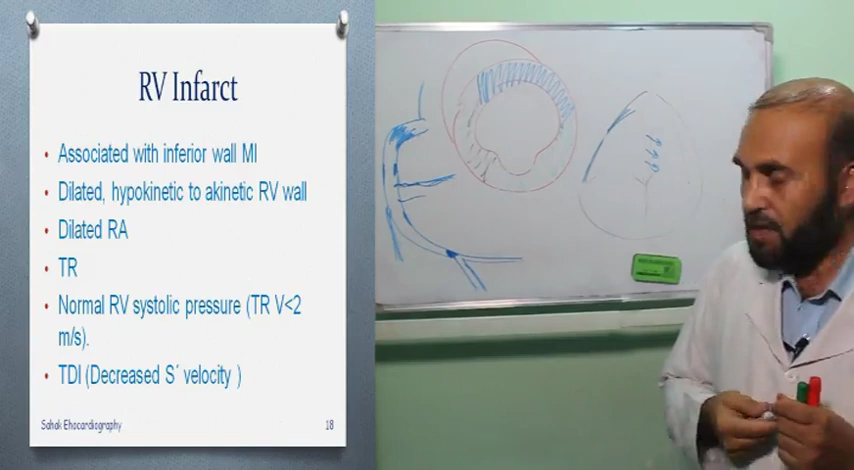 RV Infarct
• Associated with inferior wall MI
• Dilated, hypokinetic to akinetic RV wall
• Dilated RA
• TR
• Normal RV systolic pressure (TR V<2
m/s).
• TDI (Decreased S´ velocity )
Sahak Ehocardiography 18